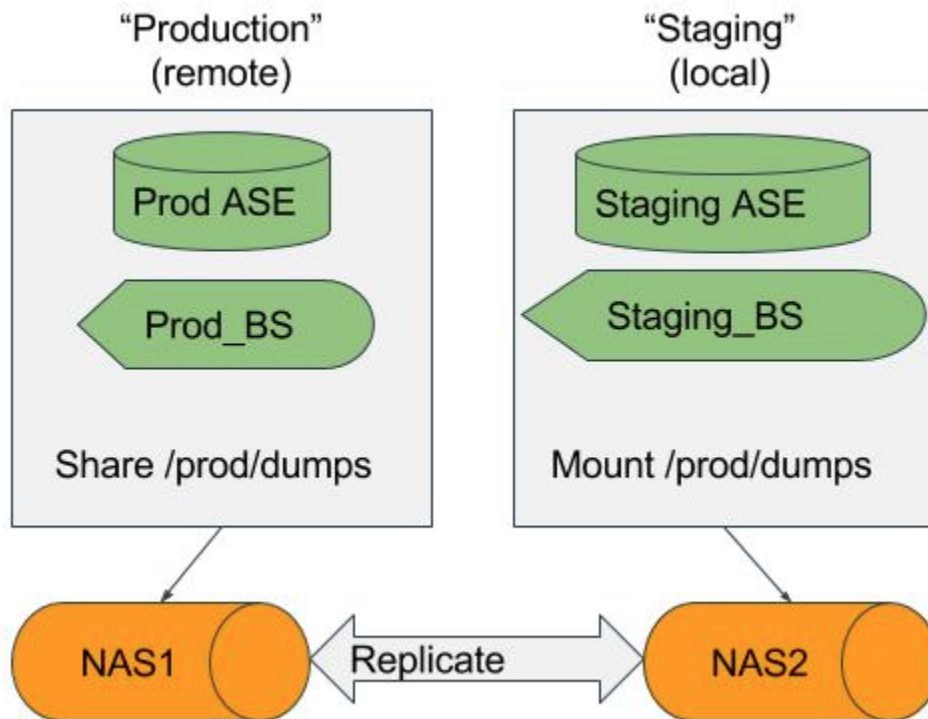 “Production”
(remote)
“Staging”
(local)
Prod ASE
Staging ASE
Prod_BS
Staging_BS
Share /prod/dumps
Mount /prod/dumps
NAS1
Replicate
NAS2